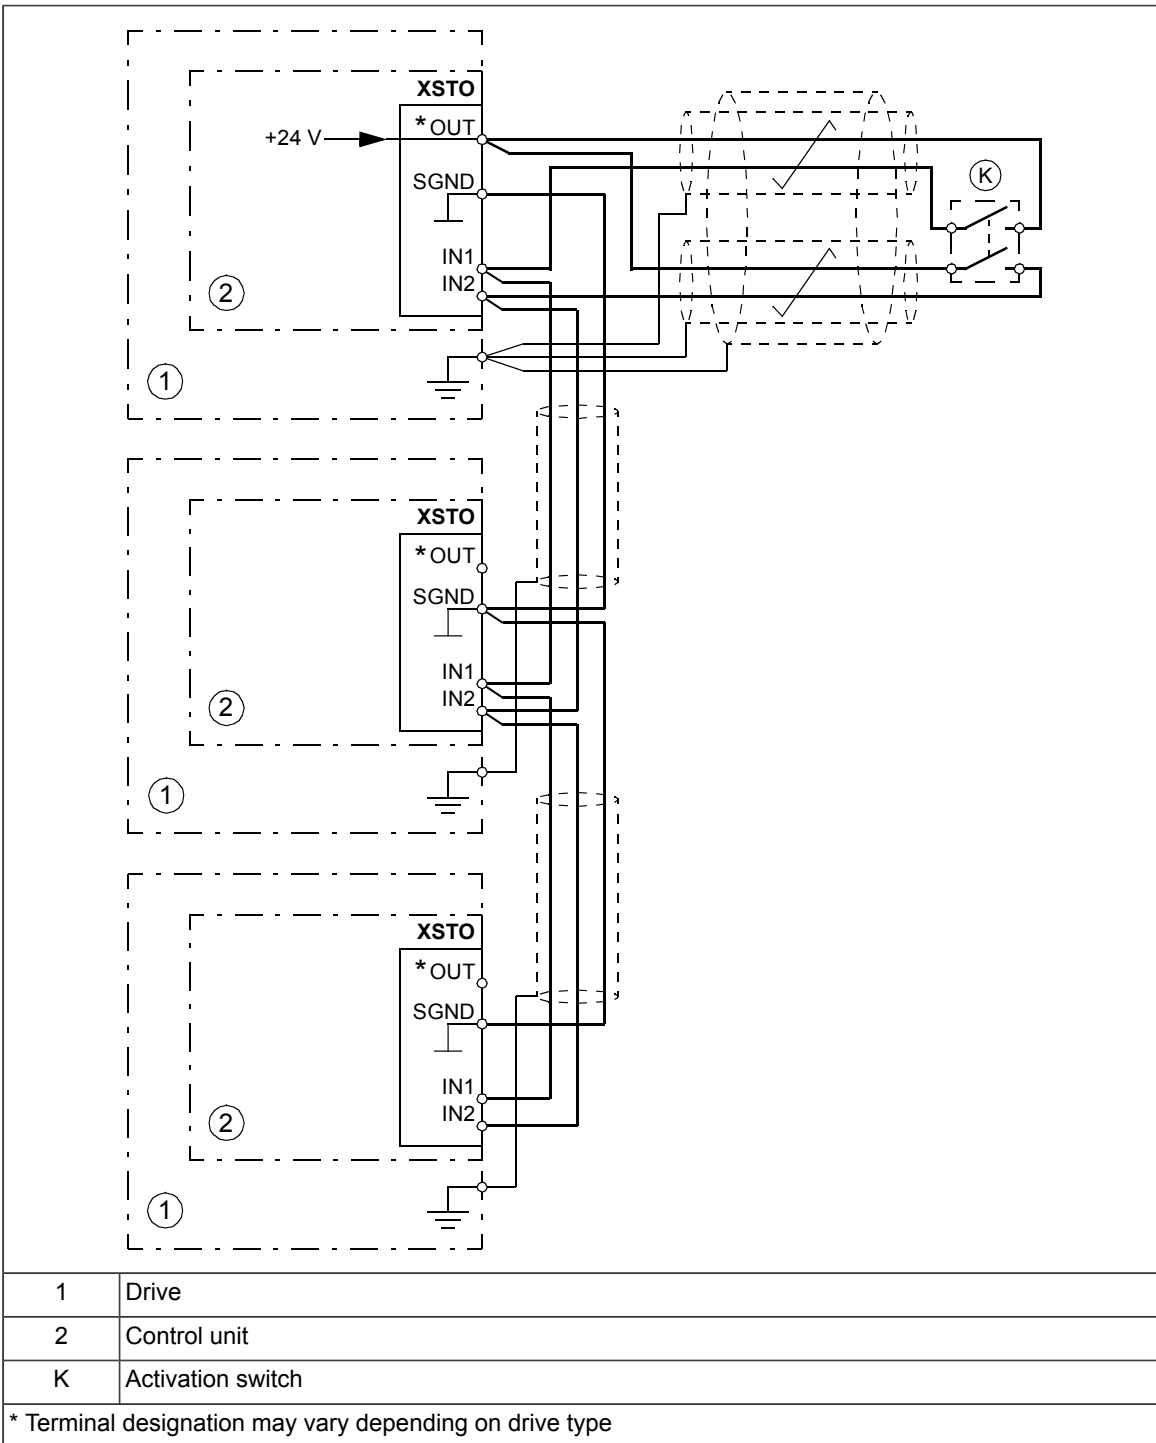 XSTO
+24 V
* OUT
SGND
K
IN1
IN2
2
1
XSTO
* OUT
SGND
IN1
IN2
2
1
XSTO
* OUT
SGND
IN1
IN2
2
1
1 Drive
2 Control unit
K Activation switch
* Terminal designation may vary depending on drive type